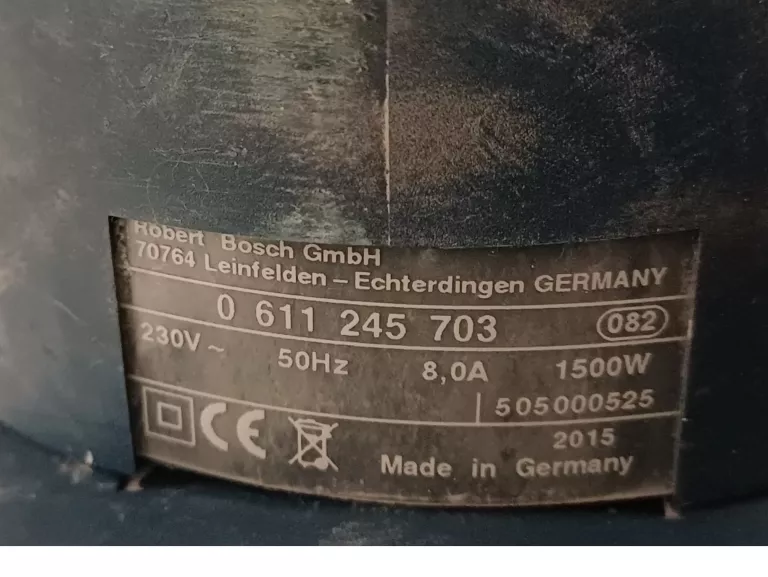 Robert Bosch GmbH
70764 Leinfelden – Echterdingen GERMANY
0 611 245 703 082
230V ~ 50Hz 8,0A 1500W
505000525
CE 2015
Made in Germany